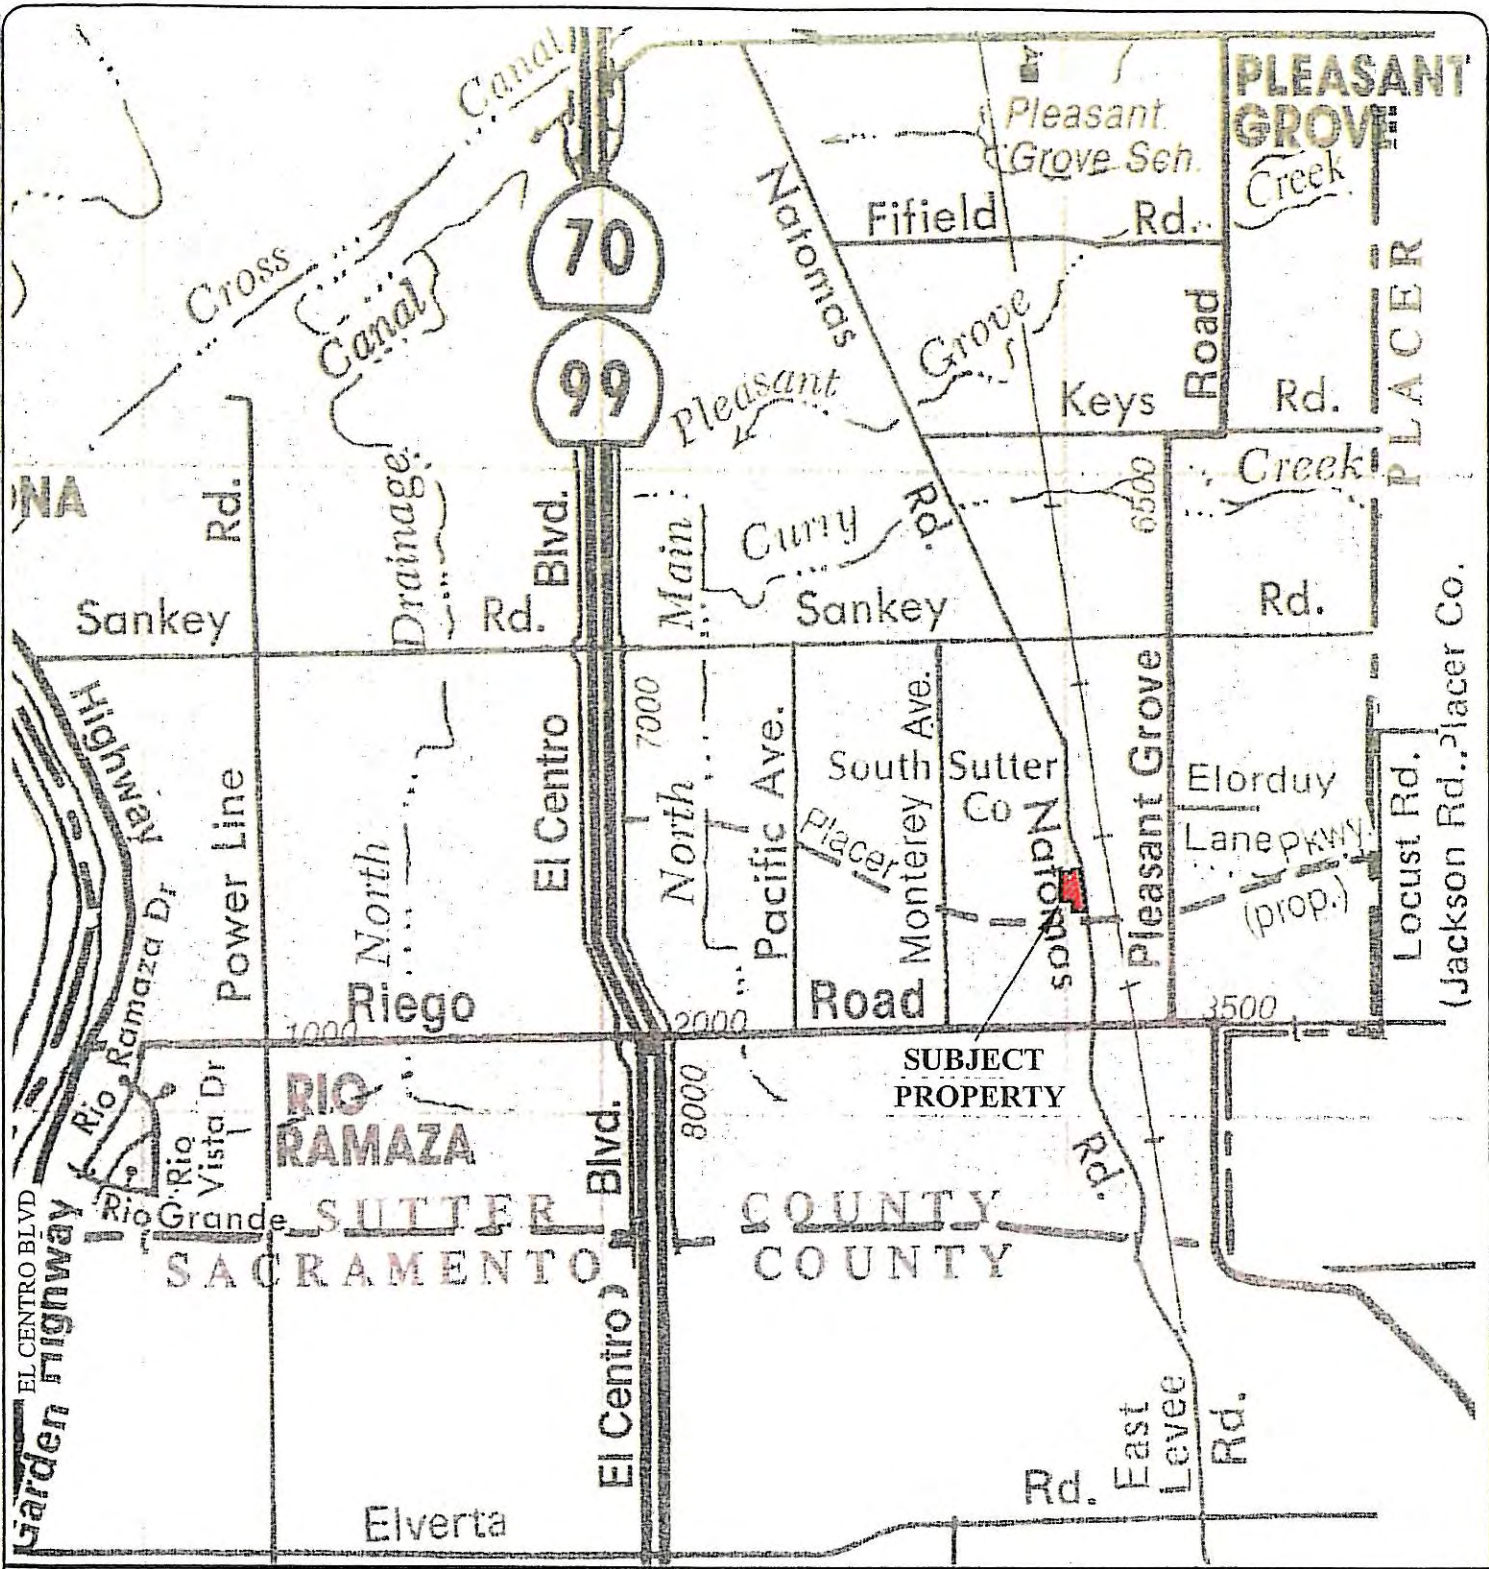 Canal
PLEASANT
GROVE
Pleasant
Grove Sch.
Creek
Natomas
Fifield
Rd.
70
Cross
Canal
Grove
Road
PLACER
99
Pleasant
Keys
Rd.
NA
Rd.
Drainage
Blvd.
Main
Curry
Rd.
6500
Creek
Sankey
Rd.
Sankey
Rd.
Highway
Power Line
North
El Centro
7000
North
Pacific Ave.
South
Monterey Ave.
Sutter
Co
Placer
Natomas
Pleasant Grove
Elorduy
Lane
Pkwy.
(prop.)
Locust Rd.
(Jackson Rd. Placer Co.
Riego
Road
1000
2000
3500
Ramaza Dr
Rio
SUBJECT
PROPERTY
RIO
RAMAZA
Rio
Vista Dr
Blvd.
8000
Rd.
Rio Grande
SUTTER
COUNTY
SACRAMENTO
COUNTY
EL CENTRO BLVD
Garden Highway
El Centro
East
Levee
Rd.
Elverta
Rd.